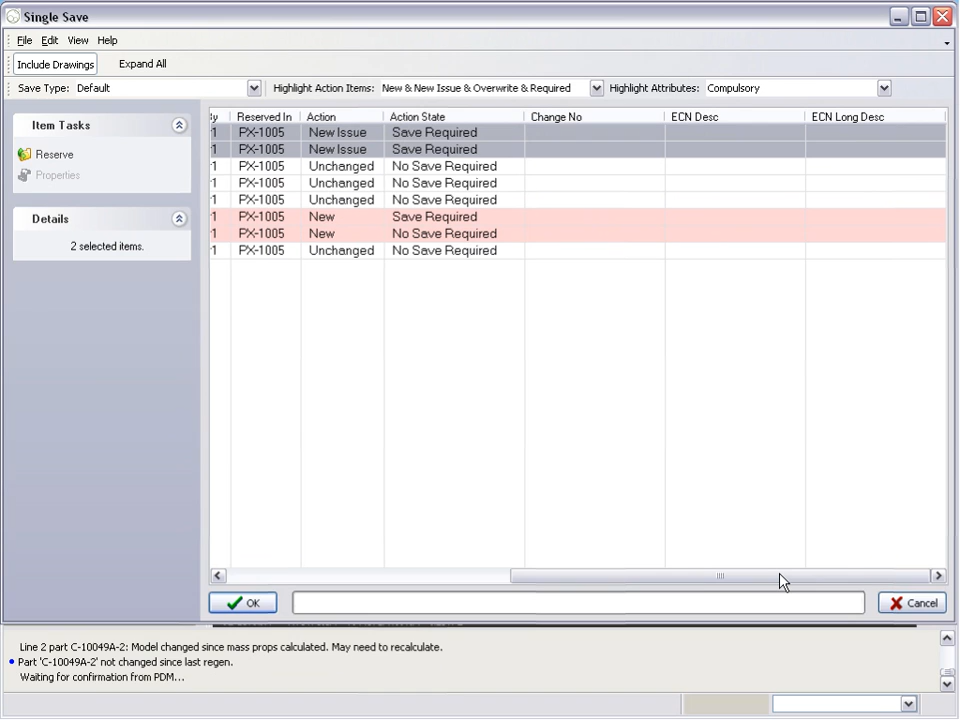 Single Save
File Edit View Help
Include Drawings Expand All
Save Type: Default Highlight Action Items: New & New Issue & Overwrite & Required Highlight Attributes: Compulsory
Item Tasks
Reserve
Properties
Details
2 selected items.
Reserved In Action Action State Change No ECN Desc ECN Long Desc
1 PX-1005 New Issue Save Required
1 PX-1005 New Issue Save Required
1 PX-1005 Unchanged No Save Required
1 PX-1005 Unchanged No Save Required
1 PX-1005 Unchanged No Save Required
1 PX-1005 New Save Required
1 PX-1005 New No Save Required
1 PX-1005 Unchanged No Save Required
OK Cancel
Line 2 part C-10049A-2: Model changed since mass props calculated. May need to recalculate.
Part 'C-10049A-2' not changed since last regen.
Waiting for confirmation from PDM...